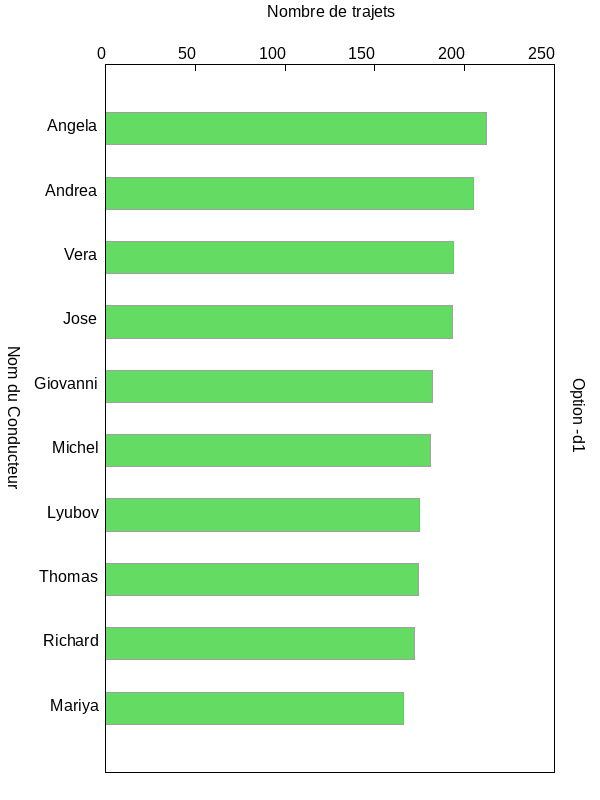 Nombre de trajets
0 50 100 150 200 250
Angela
Andrea
Vera
Jose
Giovanni
Michel
Lyubov
Thomas
Richard
Mariya
Nom du Conducteur
Option -d1